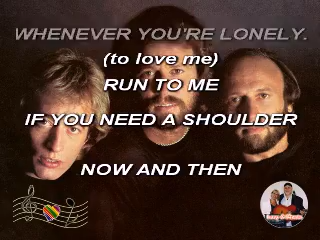 WHENEVER YOU'RE LONELY.
(to love me)
RUN TO ME
IF YOU NEED A SHOULDER
NOW AND THEN